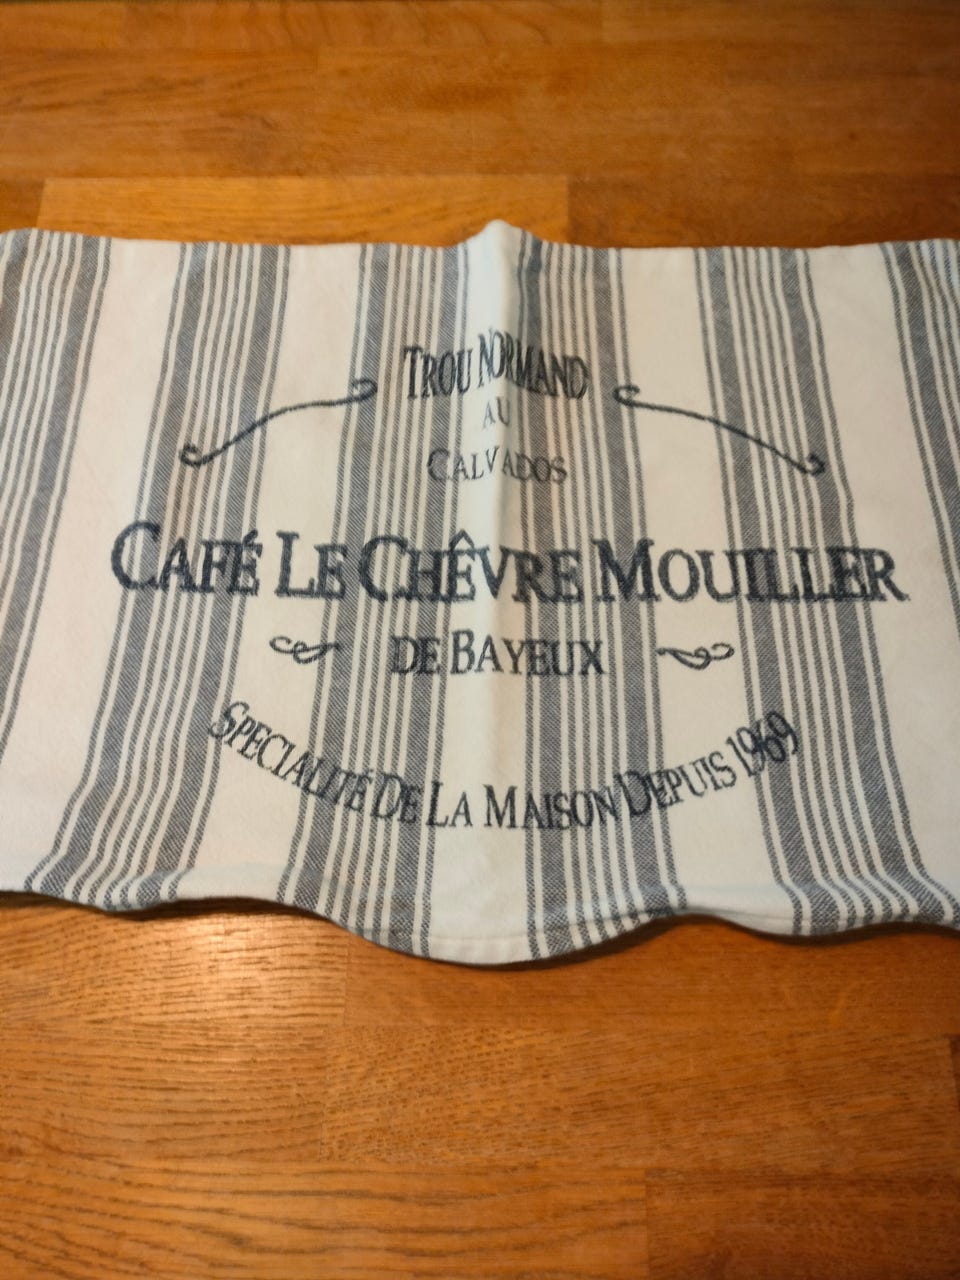 TROU NORMAND
AU
CALVADOS
CAFÉ LE CHÊVRE MOUILLER
DE BAYEUX
SPECIALITÉ DE LA MAISON DEPUIS 1969